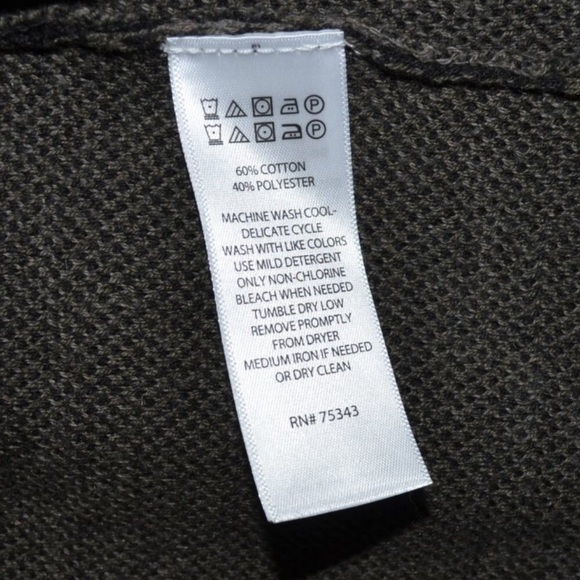 P
P
60% COTTON
40% POLYESTER
MACHINE WASH COOL-
DELICATE CYCLE
WASH WITH LIKE COLORS
USE MILD DETERGENT
ONLY NON-CHLORINE
BLEACH WHEN NEEDED
TUMBLE DRY LOW
REMOVE PROMPTLY
FROM DRYER
MEDIUM IRON IF NEEDED
OR DRY CLEAN
RN# 75343